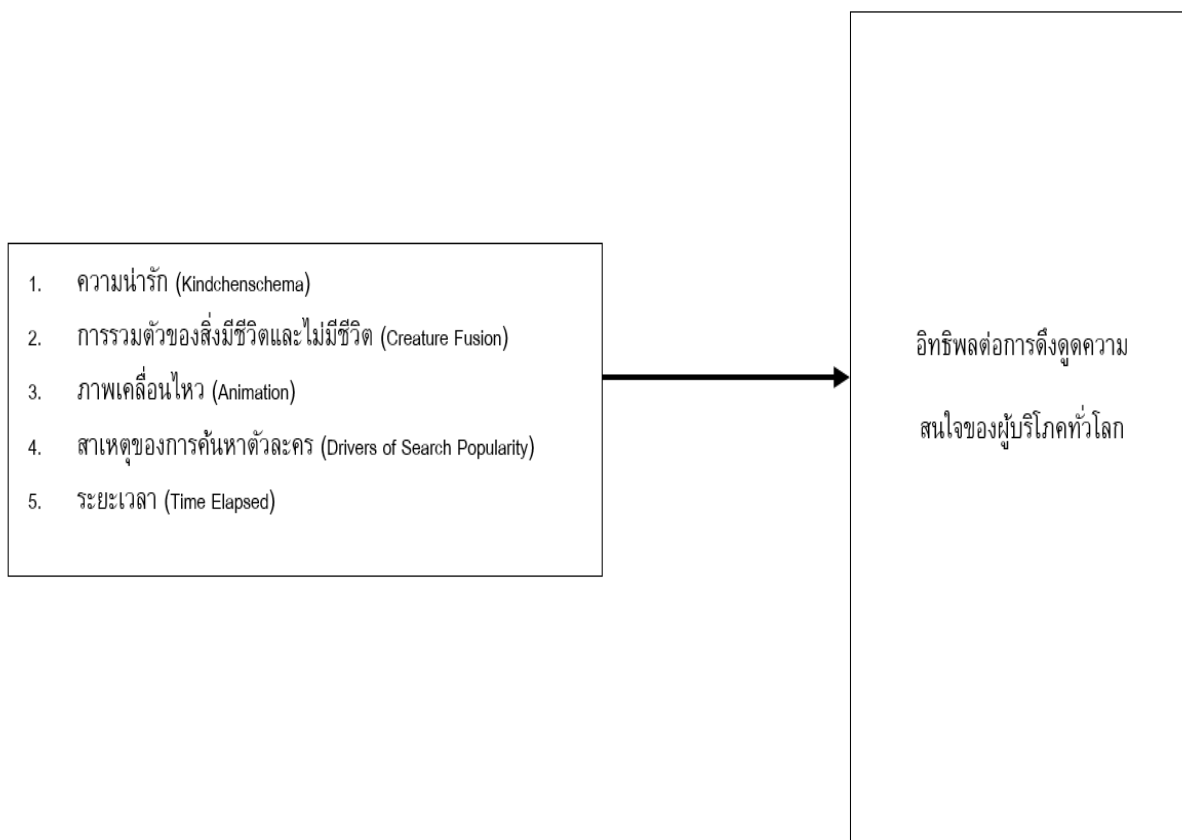 1. ความน่ารัก (Kindchenschema)
2. การรวมตัวของสิ่งมีชีวิตและไม่มีชีวิต (Creature Fusion)
3. ภาพเคลื่อนไหว (Animation)
4. สาเหตุของการค้นหาตัวละคร (Drivers of Search Popularity)
5. ระยะเวลา (Time Elapsed)
อิทธิพลต่อการดึงดูดความ
สนใจของผู้บริโภคทั่วโลก